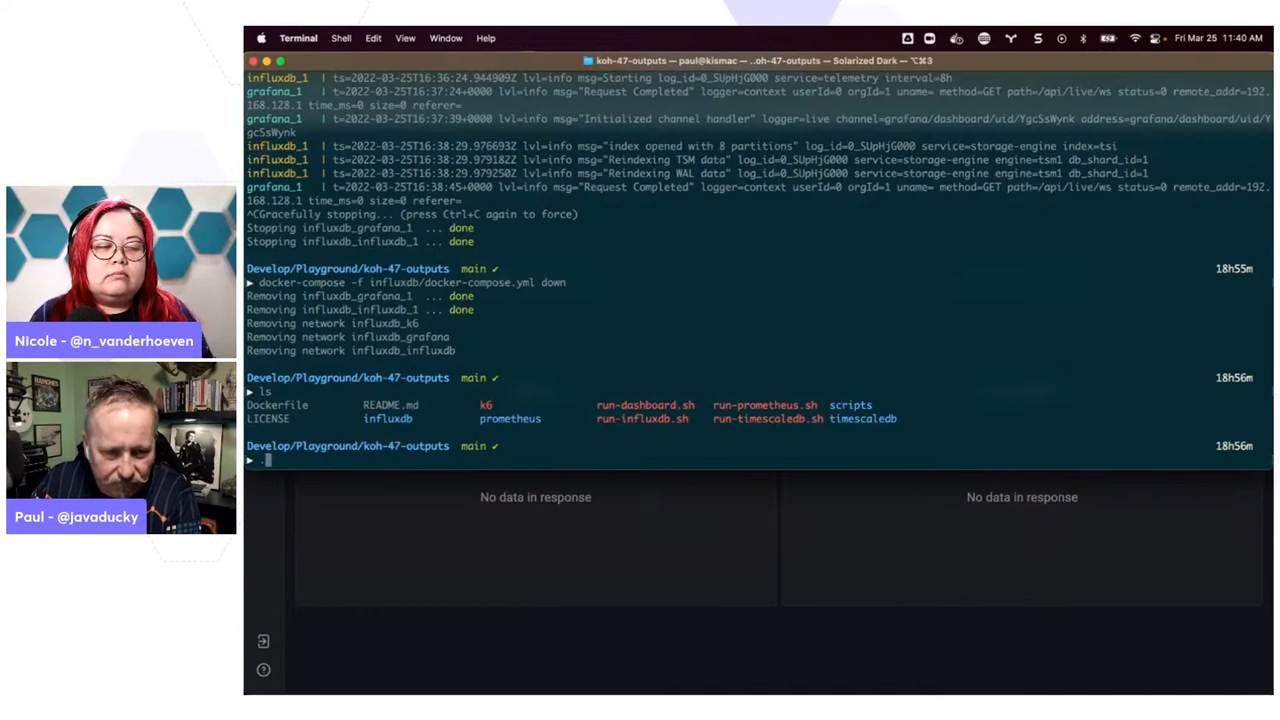 Terminal Shell Edit View Window Help Fri Mar 25 11:40 AM
koh-47-outputs — paul@kismac — ..oh-47-outputs — Solarized Dark — ⌥⌘3
influxdb_1 | ts=2022-03-25T16:36:24.944909Z lvl=info msg=Starting log_id=0_SUpHjG000 service=telemetry interval=8h
grafana_1 | t=2022-03-25T16:37:24+0000 lvl=info msg="Request Completed" logger=context userId=0 orgId=1 uname= method=GET path=/api/live/ws status=0 remote_addr=192.
168.128.1 time_ms=0 size=0 referer=
grafana_1 | t=2022-03-25T16:37:39+0000 lvl=info msg="Initialized channel handler" logger=live channel=grafana/dashboard/uid/YgcSsWynk address=grafana/dashboard/uid/Y
gcSsWynk
influxdb_1 | ts=2022-03-25T16:38:29.976693Z lvl=info msg="index opened with 8 partitions" log_id=0_SUpHjG000 service=storage-engine index=tsi
influxdb_1 | ts=2022-03-25T16:38:29.979182Z lvl=info msg="Reindexing TSM data" log_id=0_SUpHjG000 service=storage-engine engine=tsm1 db_shard_id=1
influxdb_1 | ts=2022-03-25T16:38:29.979250Z lvl=info msg="Reindexing WAL data" log_id=0_SUpHjG000 service=storage-engine engine=tsm1 db_shard_id=1
grafana_1 | t=2022-03-25T16:38:45+0000 lvl=info msg="Request Completed" logger=context userId=0 orgId=1 uname= method=GET path=/api/live/ws status=0 remote_addr=192.
168.128.1 time_ms=0 size=0 referer=
^CGracefully stopping... (press Ctrl+C again to force)
Stopping influxdb_grafana_1 ... done
Stopping influxdb_influxdb_1 ... done
Develop/Playground/koh-47-outputs main ✔ 18h55m
▶ docker-compose -f influxdb/docker-compose.yml down
Removing influxdb_grafana_1 ... done
Removing influxdb_influxdb_1 ... done
Removing network influxdb_k6
Removing network influxdb_grafana
Removing network influxdb_influxdb
Develop/Playground/koh-47-outputs main ✔ 18h56m
▶ ls
Dockerfile README.md k6 run-dashboard.sh run-prometheus.sh scripts
LICENSE influxdb prometheus run-influxdb.sh run-timescaledb.sh timescaledb
Develop/Playground/koh-47-outputs main ✔ 18h56m
▶ .
No data in response
No data in response
Nicole - @n_vanderhoeven
Paul - @javaducky